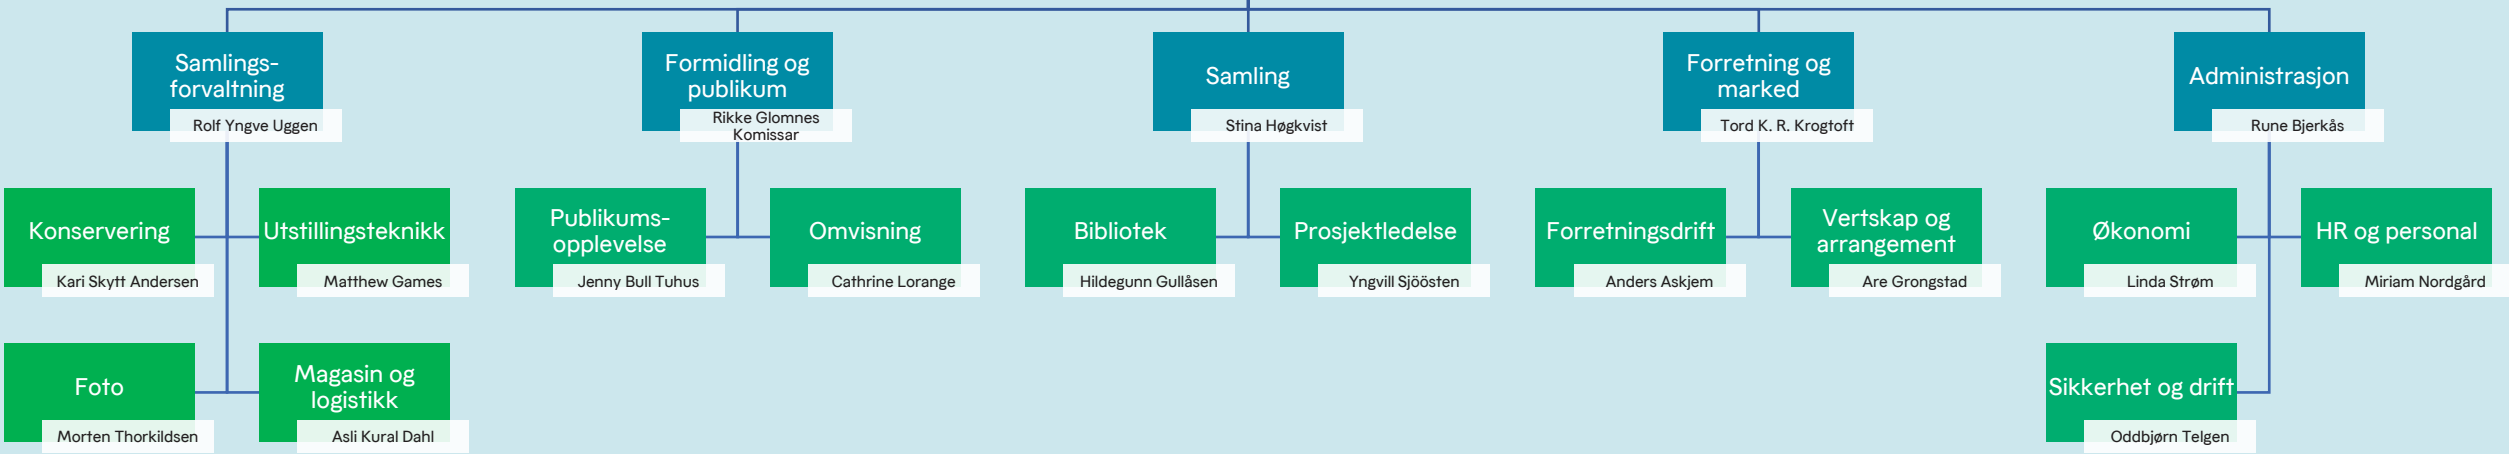 Samlings-
forvaltning
Rolf Yngve Uggen
Formidling og
publikum
Rikke Glomnes
Komissar
Samling
Stina Høgkvist
Forretning og
marked
Tord K. R. Krogtoft
Administrasjon
Rune Bjerkås
Konservering
Kari Skytt Andersen
Utstillingsteknikk
Matthew Games
Publikums-
opplevelse
Jenny Bull Tuhus
Omvisning
Cathrine Lorange
Bibliotek
Hildegunn Gullåsen
Prosjektledelse
Yngvill Sjöösten
Forretningsdrift
Anders Askjem
Vertskap og
arrangement
Are Grongstad
Økonomi
Linda Strøm
HR og personal
Miriam Nordgård
Foto
Morten Thorkildsen
Magasin og
logistikk
Asli Kural Dahl
Sikkerhet og drift
Oddbjørn Telgen